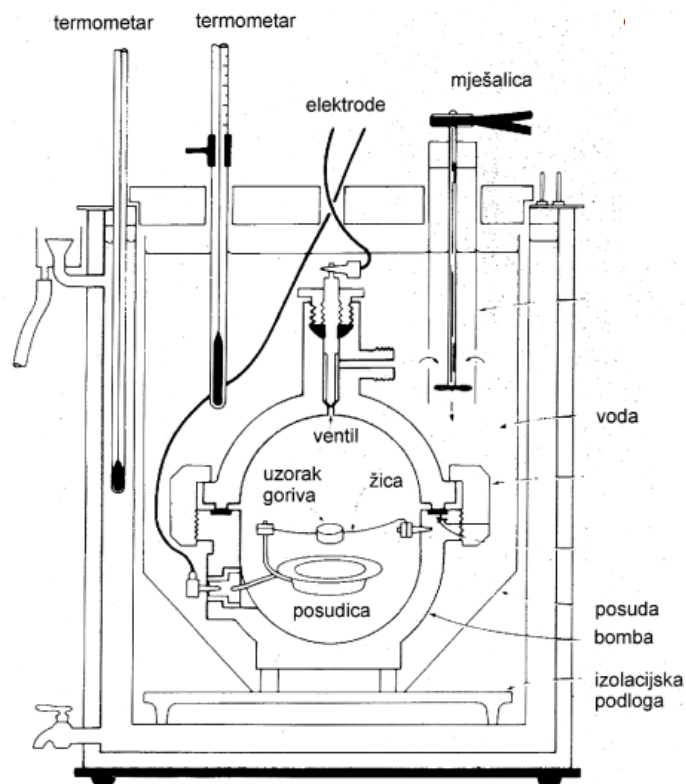 termometar
termometar
elektrode
mješalica
voda
ventil
uzorak
goriva
žica
posudica
posuda
bomba
izolacijska
podloga